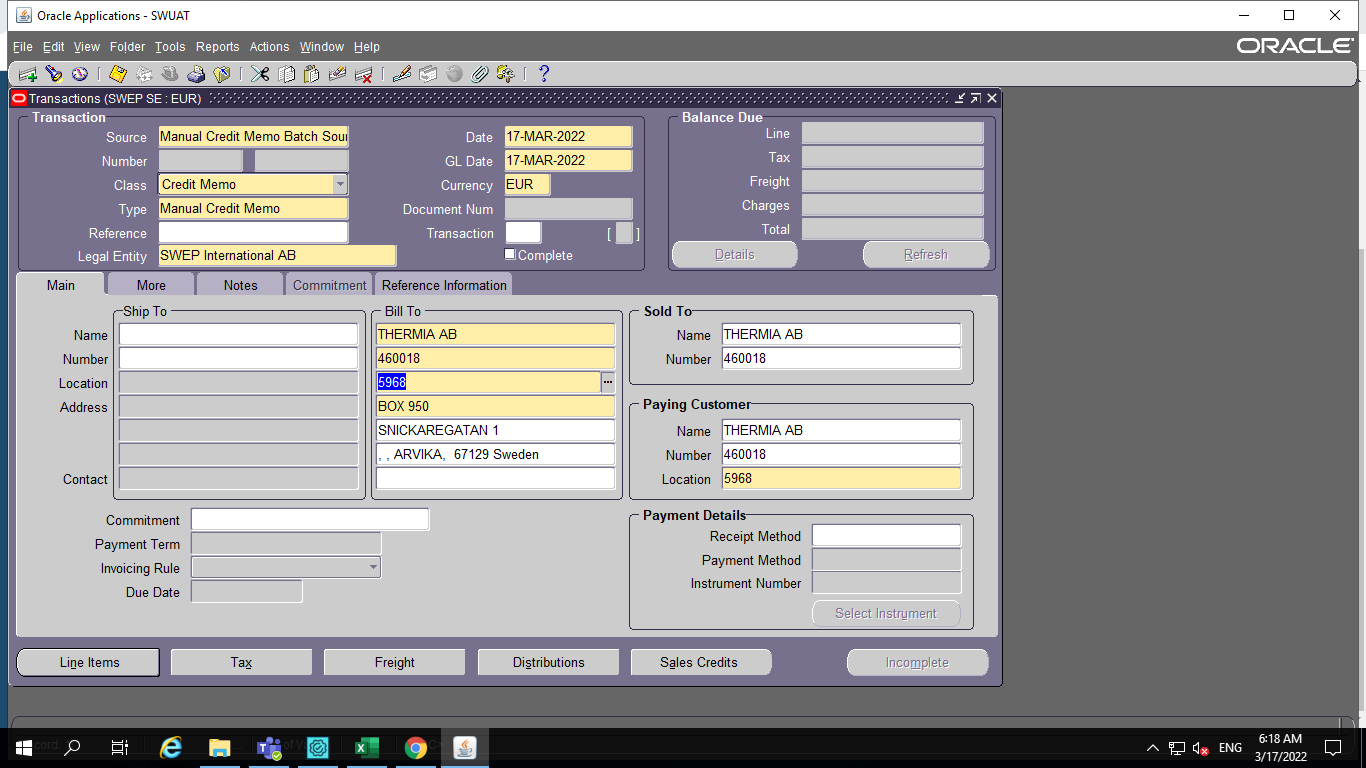 Oracle Applications - SWUAT
File Edit View Folder Tools Reports Actions Window Help
ORACLE
Transactions (SWEP SE : EUR)
Transaction
Source Manual Credit Memo Batch Sour
Number
Class Credit Memo
Type Manual Credit Memo
Reference
Legal Entity SWEP International AB
Date 17-MAR-2022
GL Date 17-MAR-2022
Currency EUR
Document Num
Transaction [ ]
Complete
Balance Due
Line
Tax
Freight
Charges
Total
Details Refresh
Main More Notes Commitment Reference Information
Ship To
Name
Number
Location
Address
Contact
Bill To
THERMIA AB
460018
5968
BOX 950
SNICKAREGATAN 1
, , ARVIKA, 67129 Sweden
Sold To
Name THERMIA AB
Number 460018
Paying Customer
Name THERMIA AB
Number 460018
Location 5968
Commitment
Payment Term
Invoicing Rule
Due Date
Payment Details
Receipt Method
Payment Method
Instrument Number
Select Instrument
Line Items Tax Freight Distributions Sales Credits Incomplete
ENG
6:18 AM
3/17/2022